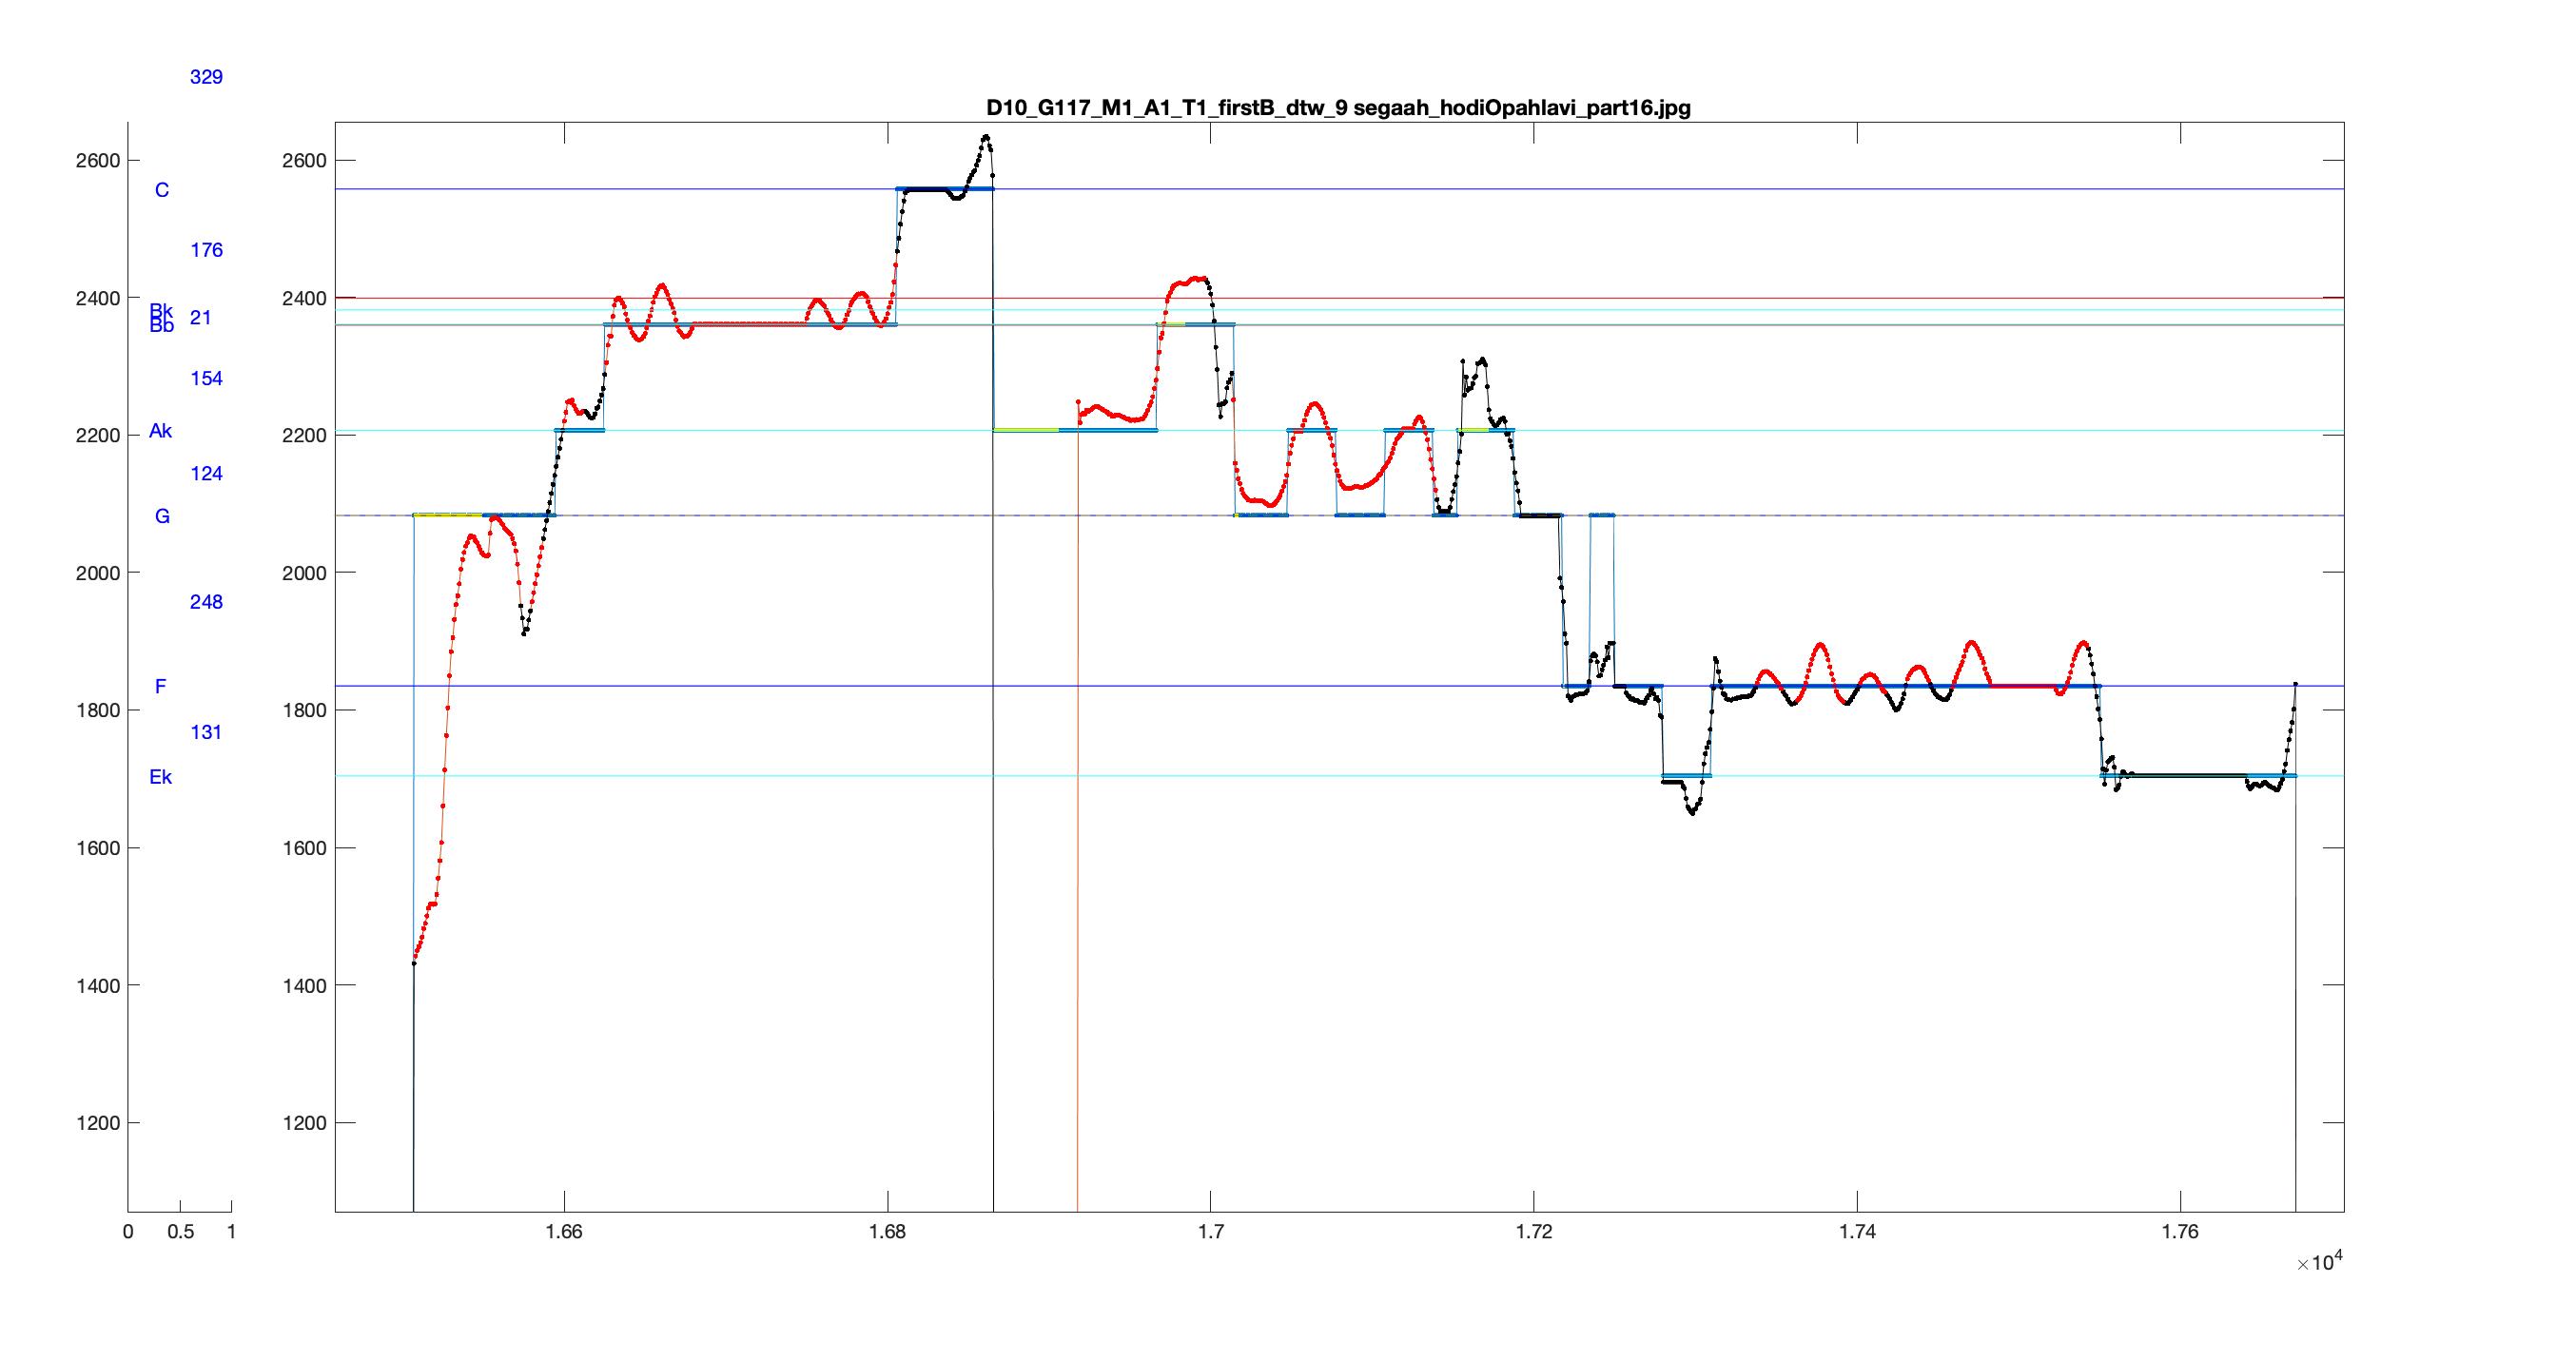 329
D10_G117_M1_A1_T1_firstB_dtw_9 segaah_hodiOpahlavi_part16.jpg
2600
2600
C
176
2400
2400
Bk
Bb
21
154
2200
2200
Ak
124
G
2000
2000
248
F
1800
1800
131
Ek
1600
1600
1400
1400
1200
1200
0 0.5 1
1.66 1.68 1.7 1.72 1.74 1.76
×10^4